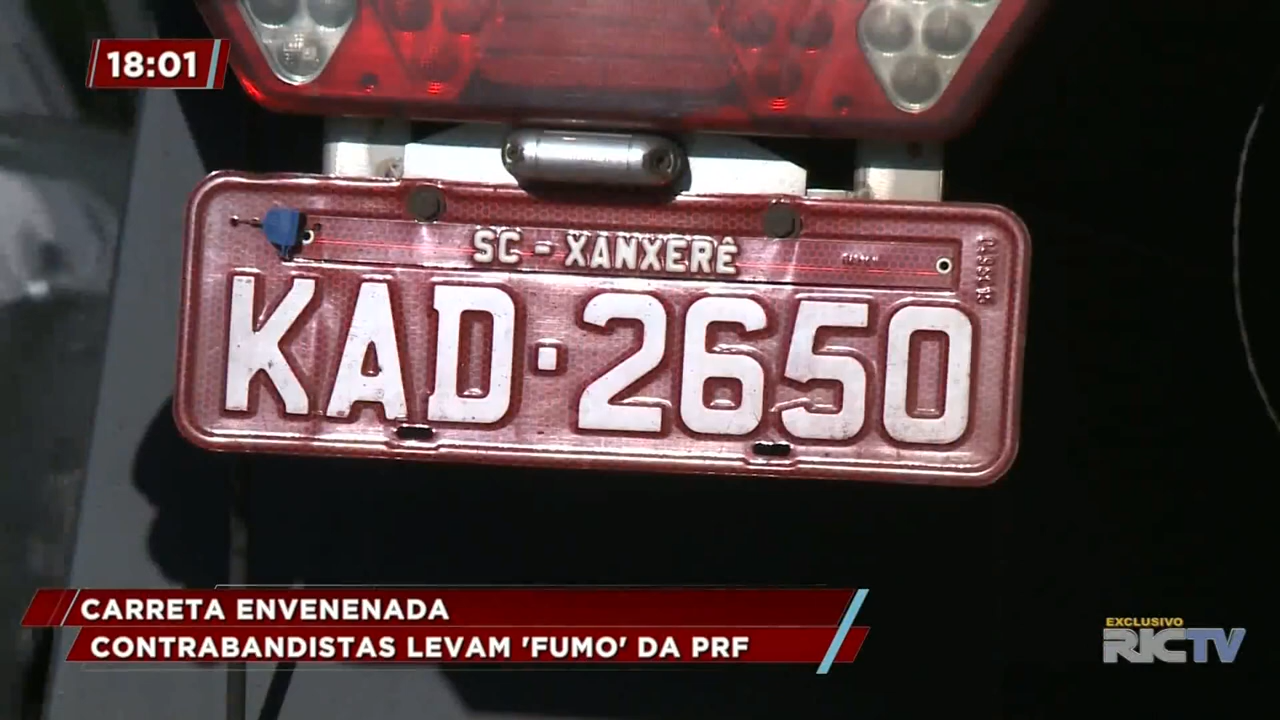 18:01
SC - XANXERÊ
KAD·2650
CARRETA ENVENENADA
CONTRABANDISTAS LEVAM 'FUMO' DA PRF
EXCLUSIVO
RICTV